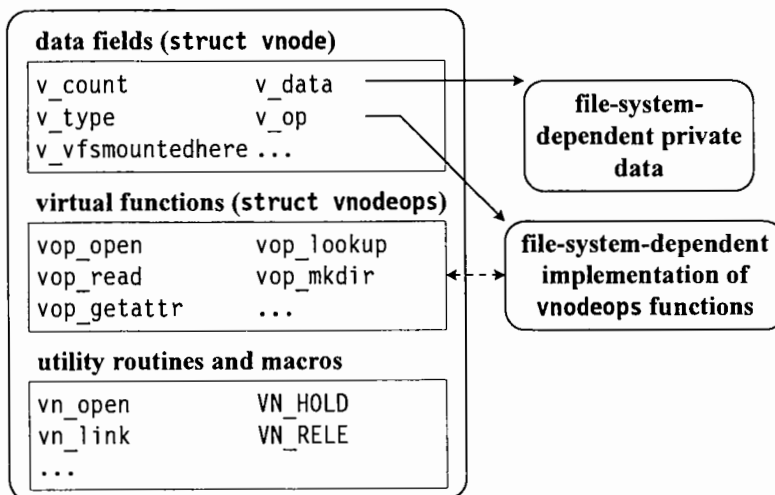 data fields (struct vnode)
v_count v_data
v_type v_op
v_vfsmountedhere ...
file-system-
dependent private
data
virtual functions (struct vnodeops)
vop_open vop_lookup
vop_read vop_mkdir
vop_getattr ...
file-system-dependent
implementation of
vnodeops functions
utility routines and macros
vn_open VN_HOLD
vn_link VN_RELE
...